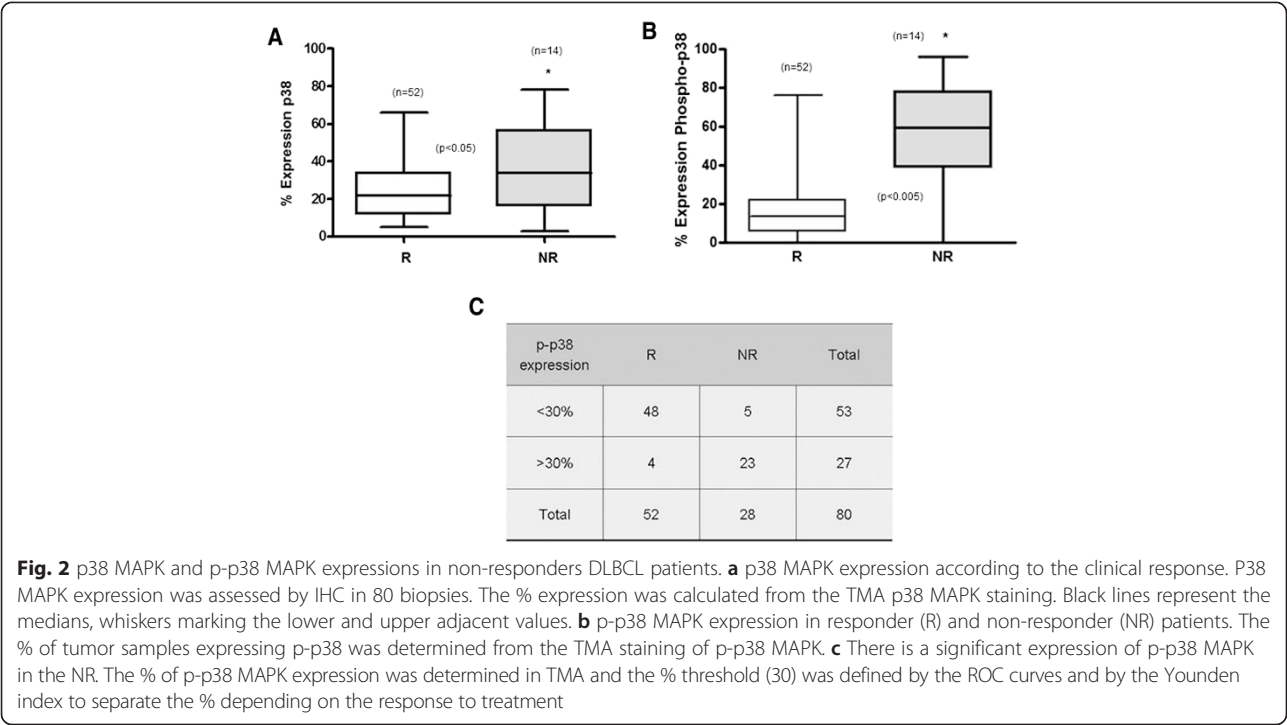 A
% Expression p38
100
80
60
40
20
0
(n=52)
(p<0.05)
(n=14)
*
R
NR
B
% Expression Phospho-p38
100
80
60
40
20
0
(n=52)
(n=14) *
(p<0.005)
R
NR
C
p-p38 expression R NR Total
<30% 48 5 53
>30% 4 23 27
Total 52 28 80
Fig. 2 p38 MAPK and p-p38 MAPK expressions in non-responders DLBCL patients. a p38 MAPK expression according to the clinical response. P38
MAPK expression was assessed by IHC in 80 biopsies. The % expression was calculated from the TMA p38 MAPK staining. Black lines represent the
medians, whiskers marking the lower and upper adjacent values. b p-p38 MAPK expression in responder (R) and non-responder (NR) patients. The
% of tumor samples expressing p-p38 was determined from the TMA staining of p-p38 MAPK. c There is a significant expression of p-p38 MAPK
in the NR. The % of p-p38 MAPK expression was determined in TMA and the % threshold (30) was defined by the ROC curves and by the Younden
index to separate the % depending on the response to treatment